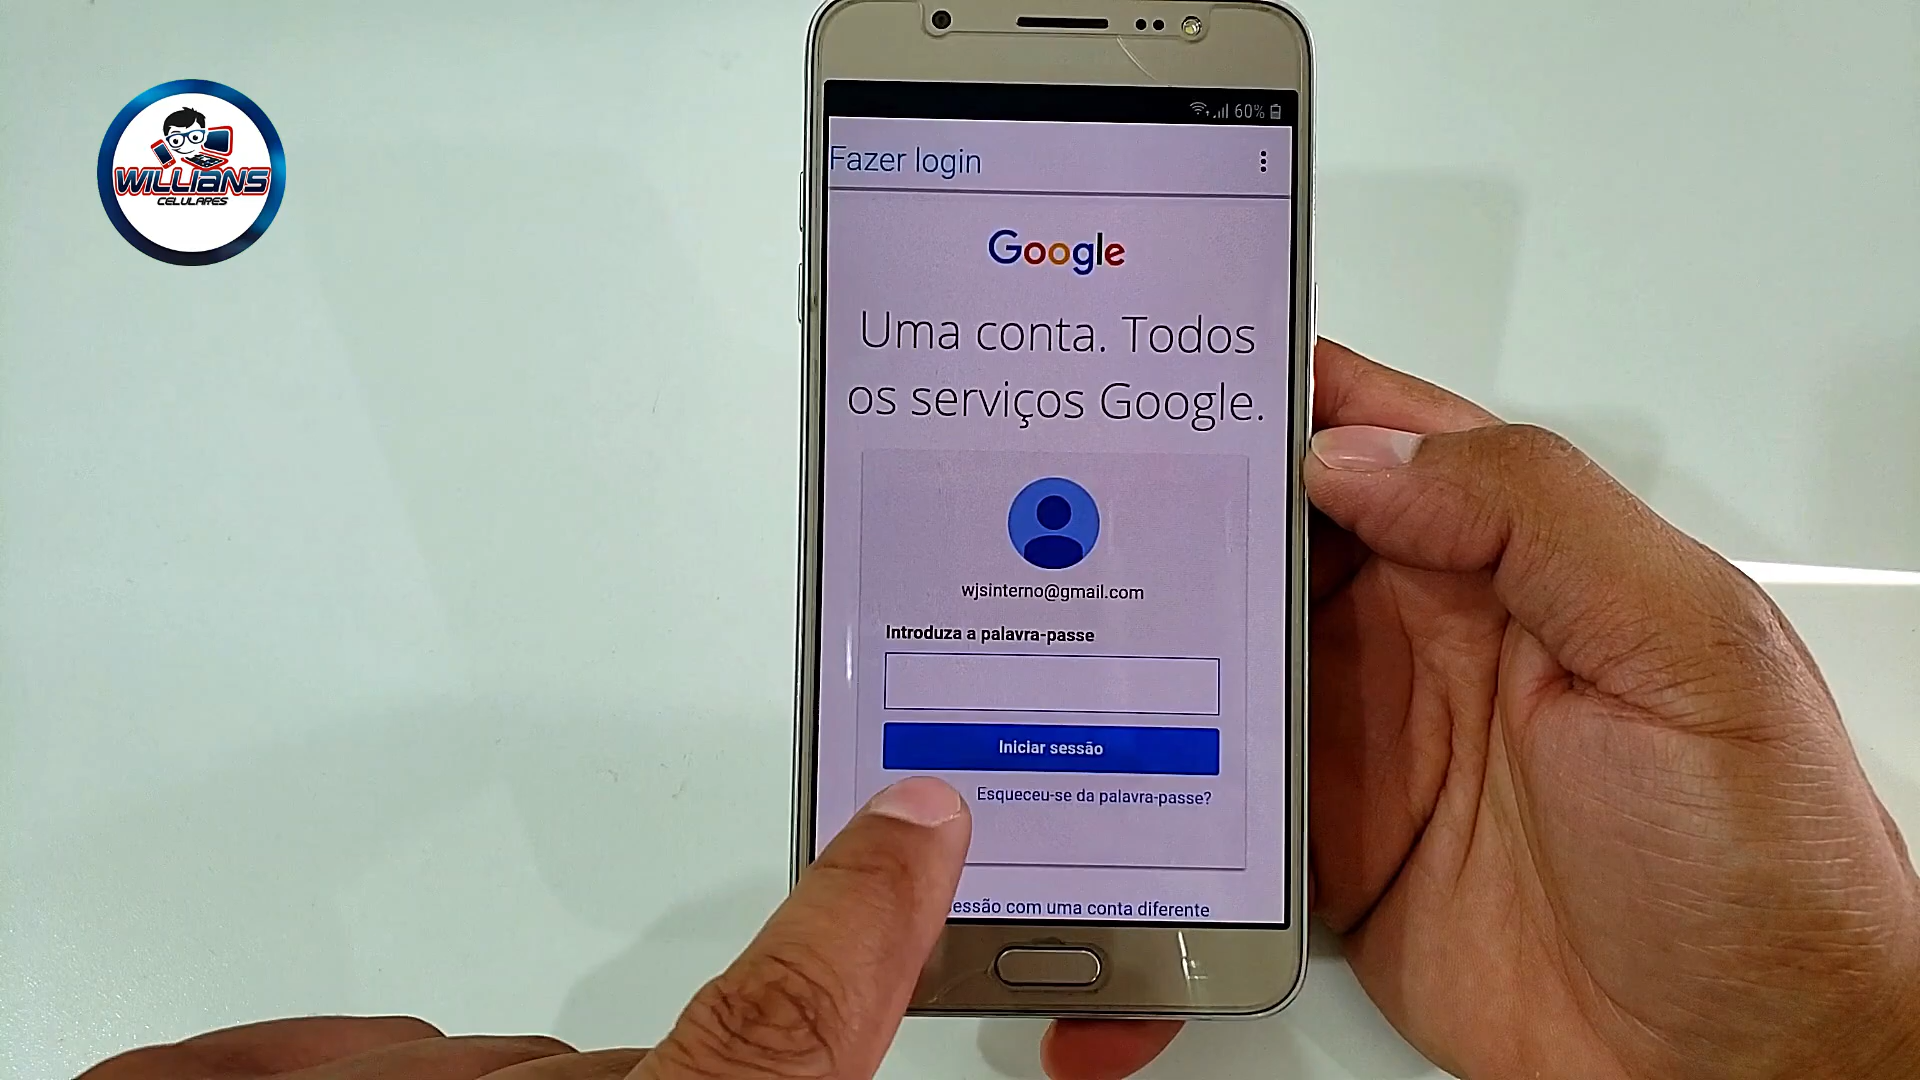 WILLIANS
CELULARES
60%
Fazer login
Google
Uma conta. Todos
os serviços Google.
wjsinterno@gmail.com
Introduza a palavra-passe
Iniciar sessão
Esqueceu-se da palavra-passe?
com uma conta diferente